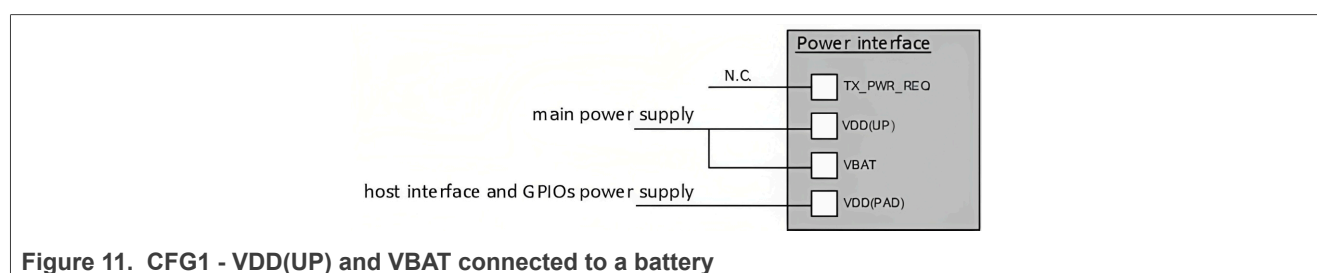 Power interface
N.C.
TX_PWR_REQ
main power supply
VDD(UP)
VBAT
host interface and GPIOs power supply
VDD(PAD)
Figure 11. CFG1 - VDD(UP) and VBAT connected to a battery